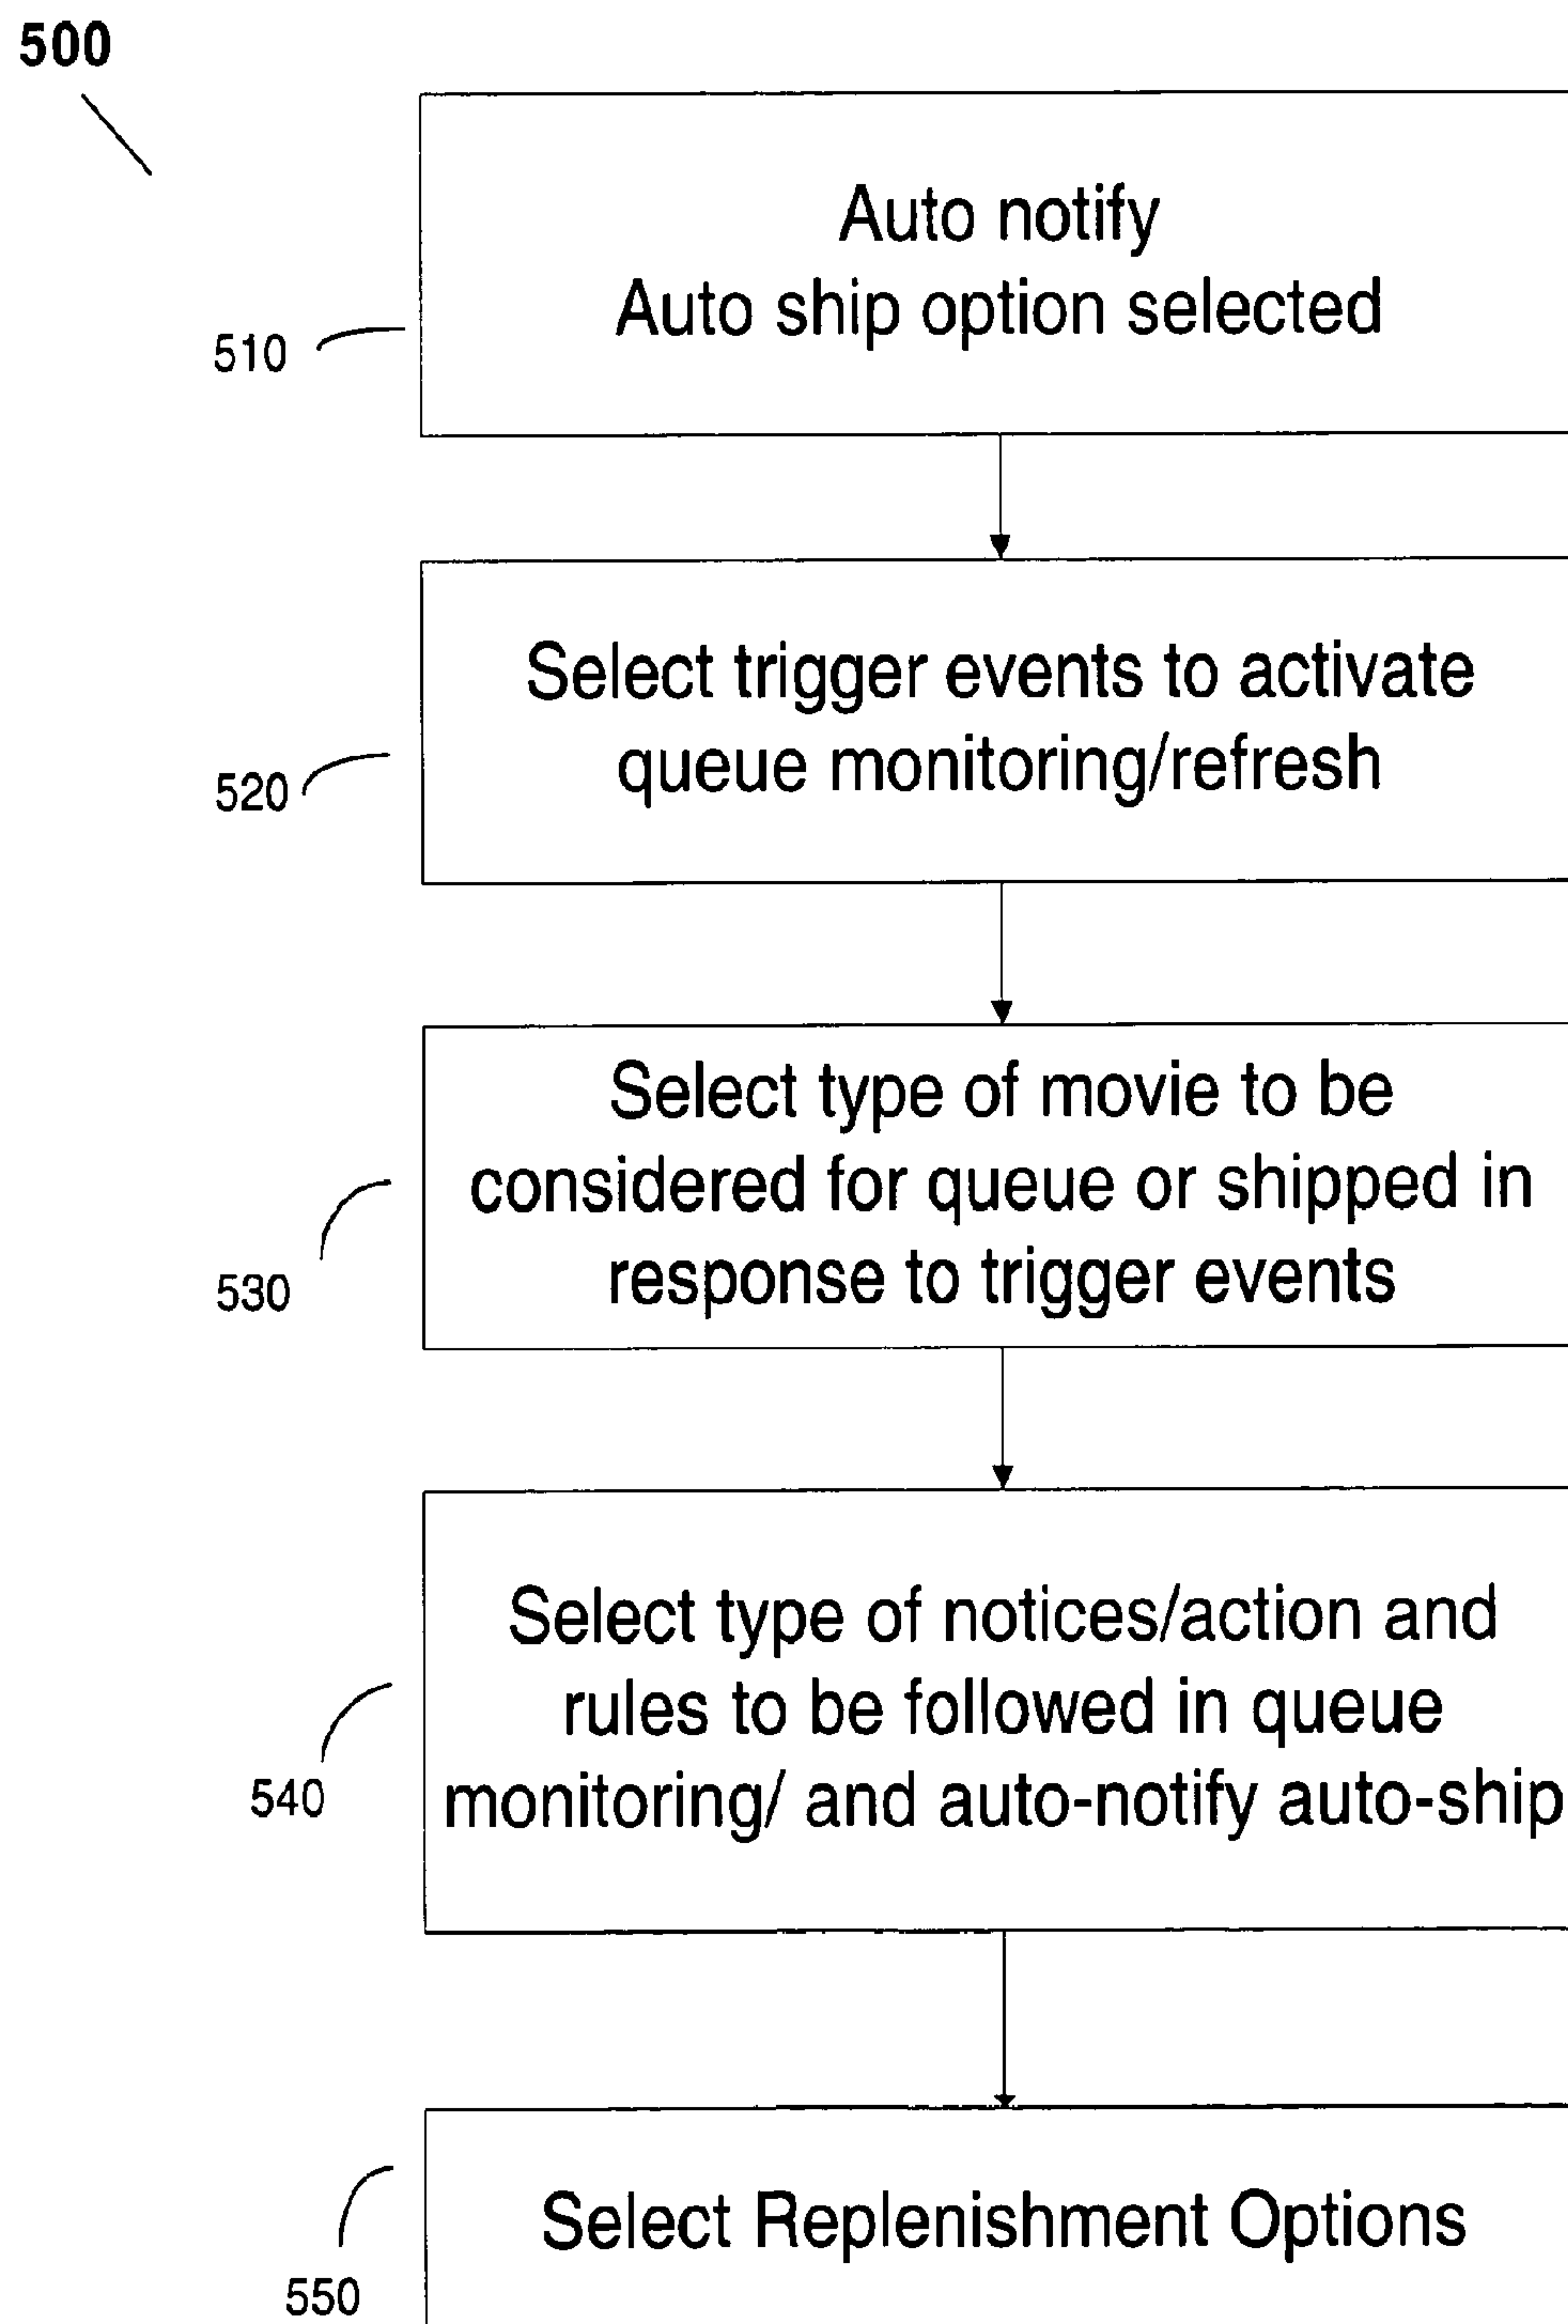 500
Auto notify
Auto ship option selected
510
Select trigger events to activate
queue monitoring/refresh
520
Select type of movie to be
considered for queue or shipped in
response to trigger events
530
Select type of notices/action and
rules to be followed in queue
monitoring/ and auto-notify auto-ship
540
Select Replenishment Options
550